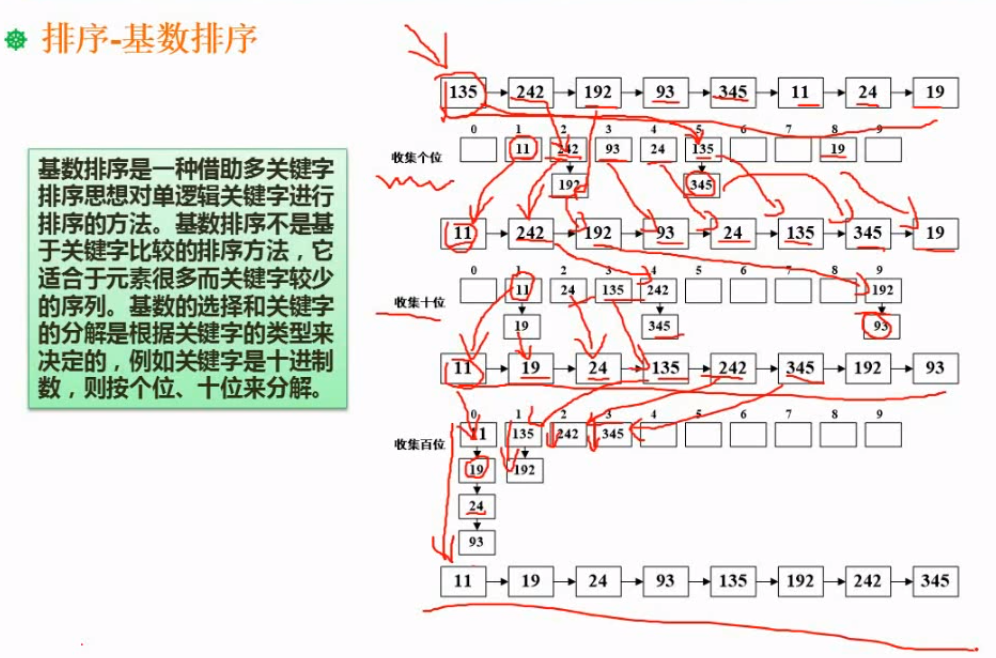 排序-基数排序
基数排序是一种借助多关键字
排序思想对单逻辑关键字进行
排序的方法。基数排序不是基
于关键字比较的排序方法，它
适合于元素很多而关键字较少
的序列。基数的选择和关键字
的分解是根据关键字的类型来
决定的，例如关键字是十进制
数，则按个位、十位来分解。
135 242 192 93 345 11 24 19
0 1 2 3 4 5 6 7 8 9
收集个位 11 242 93 24 135 19
192 345
11 242 192 93 24 135 345 19
0 1 2 3 4 5 6 7 8 9
收集十位 11 24 135 242 192
19 345 93
11 19 24 135 242 345 192 93
0 1 2 3 4 5 6 7 8 9
收集百位 11 135 242 345
19 192
24
93
11 19 24 93 135 192 242 345